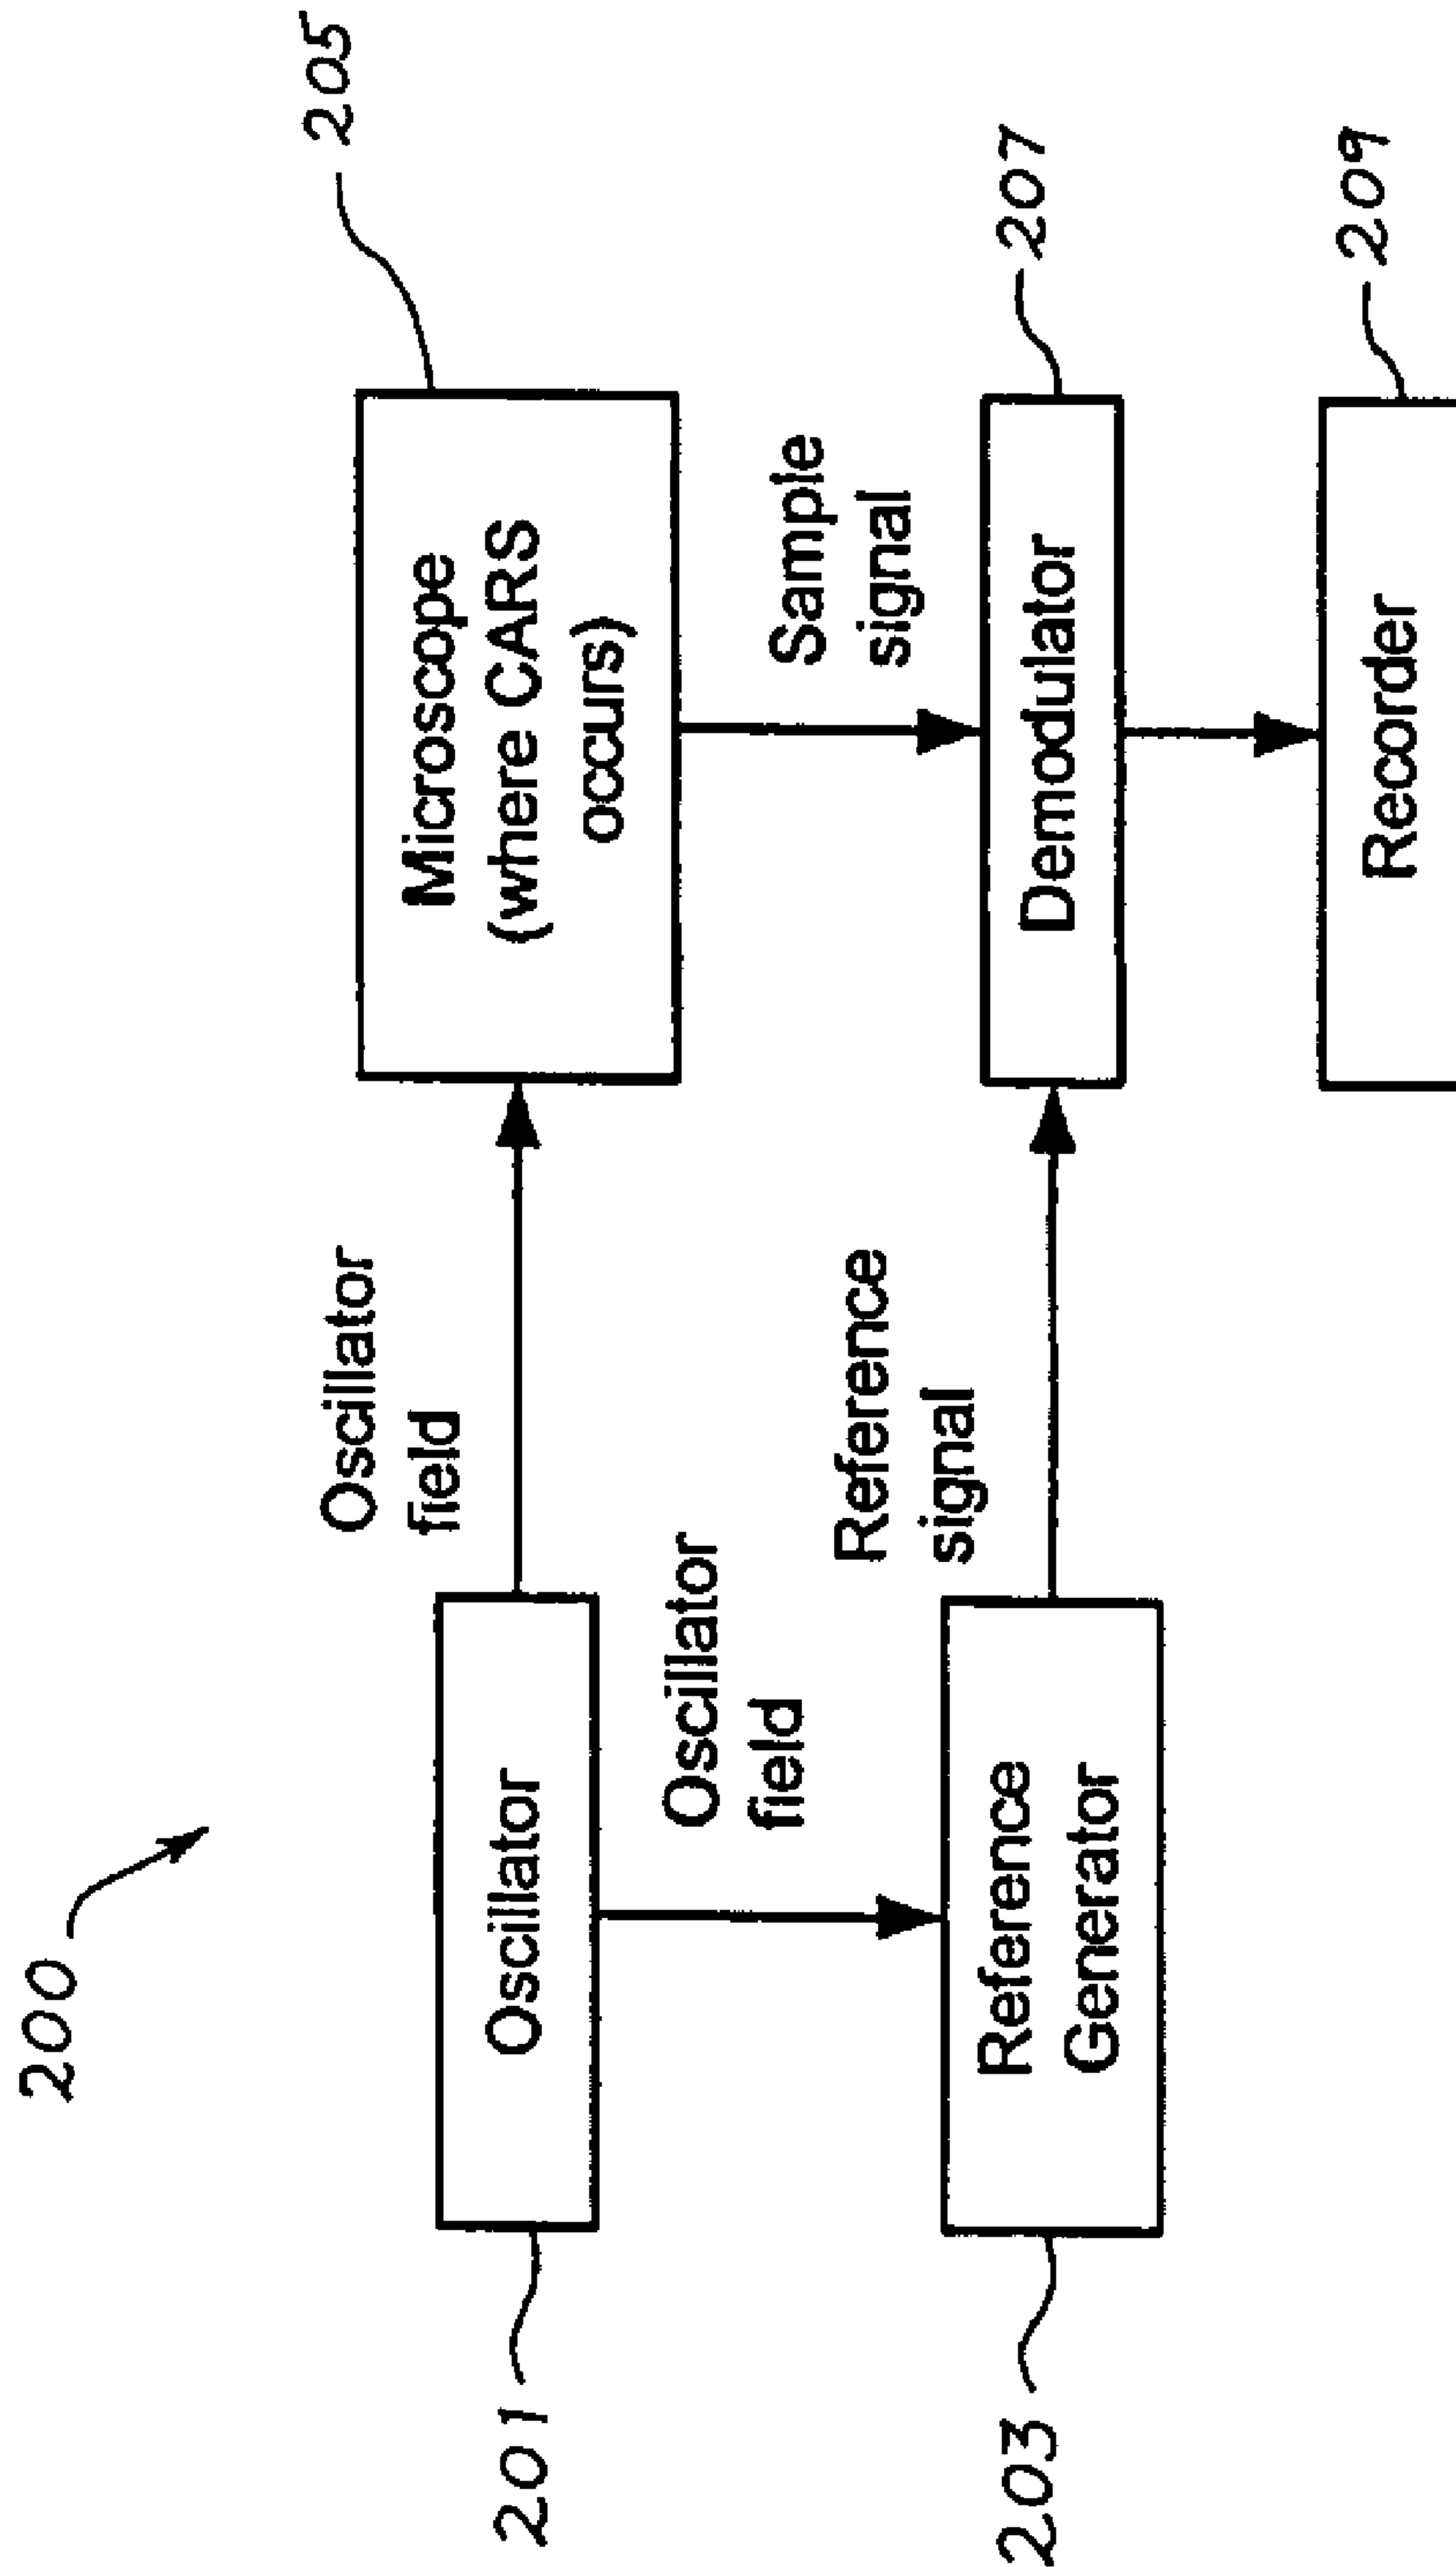 200
205
Oscillator
field
Microscope
(where CARS
occurs)
201
Oscillator
Oscillator
field
Sample
signal
Reference
signal
203
Reference
Generator
Demodulator
207
Recorder
209